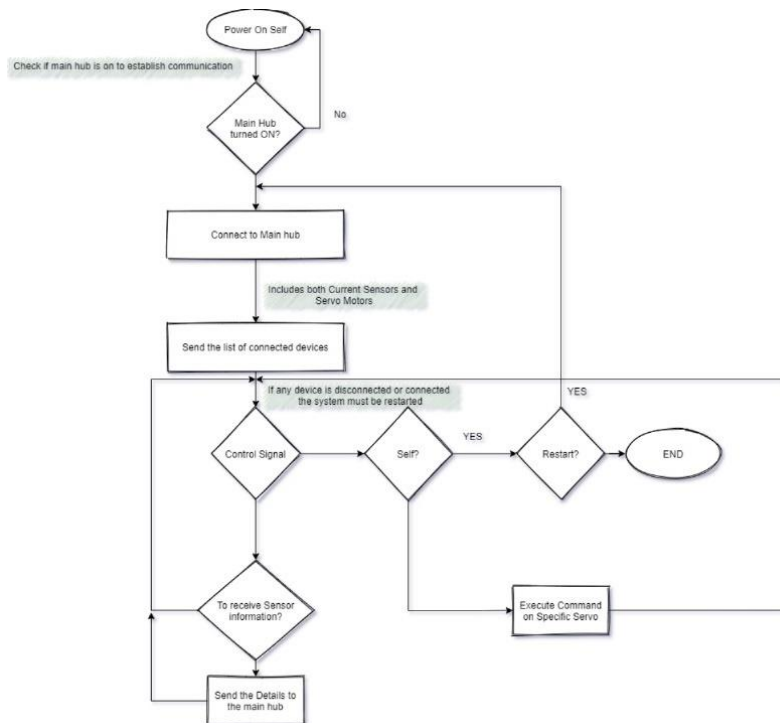 Power On Self
Check if main hub is on to establish communication
No
Main Hub
turned ON?
Connect to Main hub
Includes both Current Sensors and
Servo Motors
Send the list of connected devices
If any device is disconnected or connected
the system must be restarted
YES
YES
Control Signal
Self?
Restart?
END
To receive Sensor
information?
Execute Command
on Specific Servo
Send the Details to
the main hub